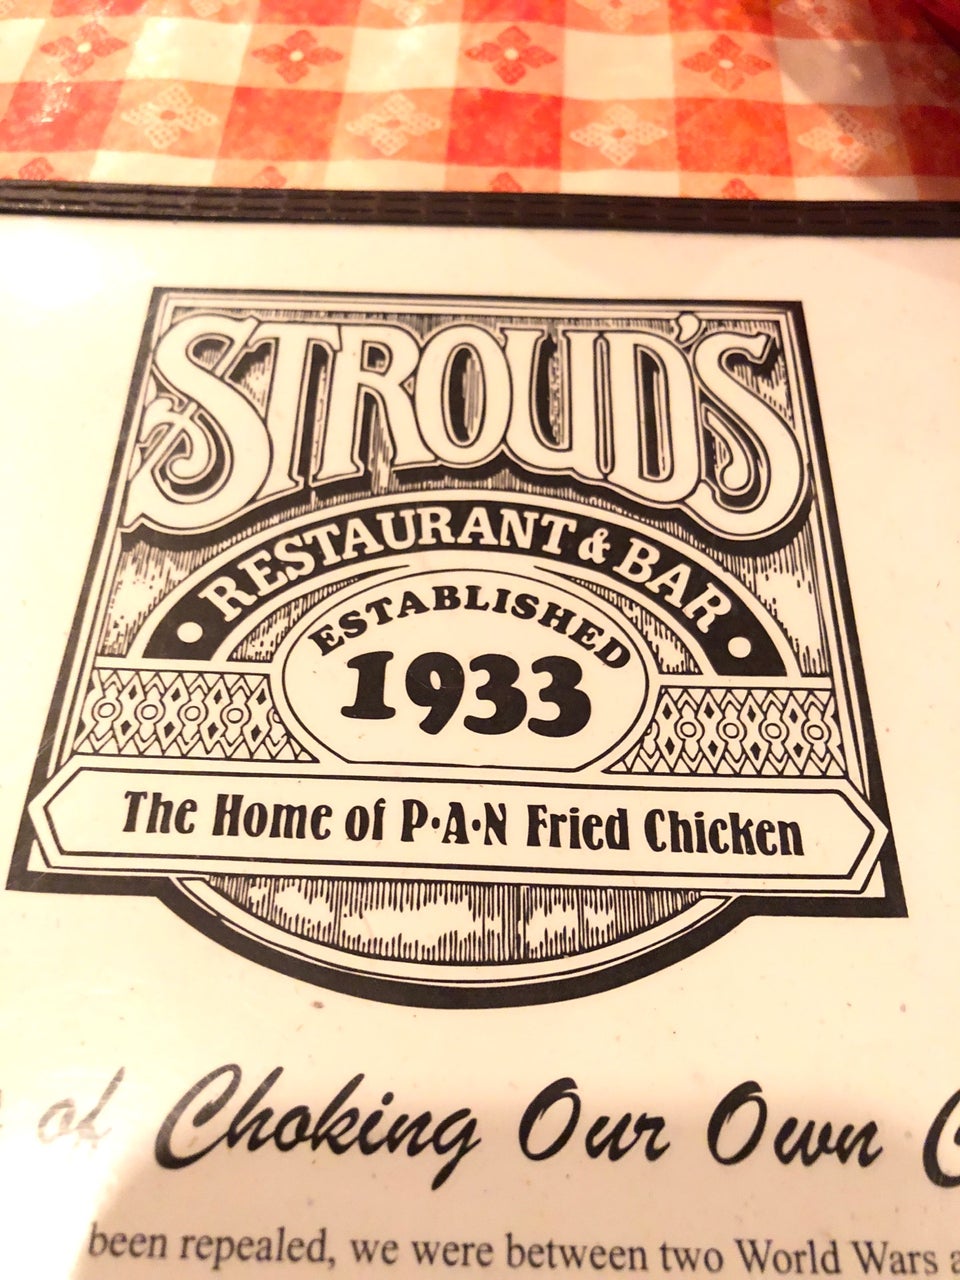 STROUD'S
RESTAURANT & BAR
ESTABLISHED
1933
The Home of P·A·N Fried Chicken
of Choking Our Own
been repealed, we were between two World Wars